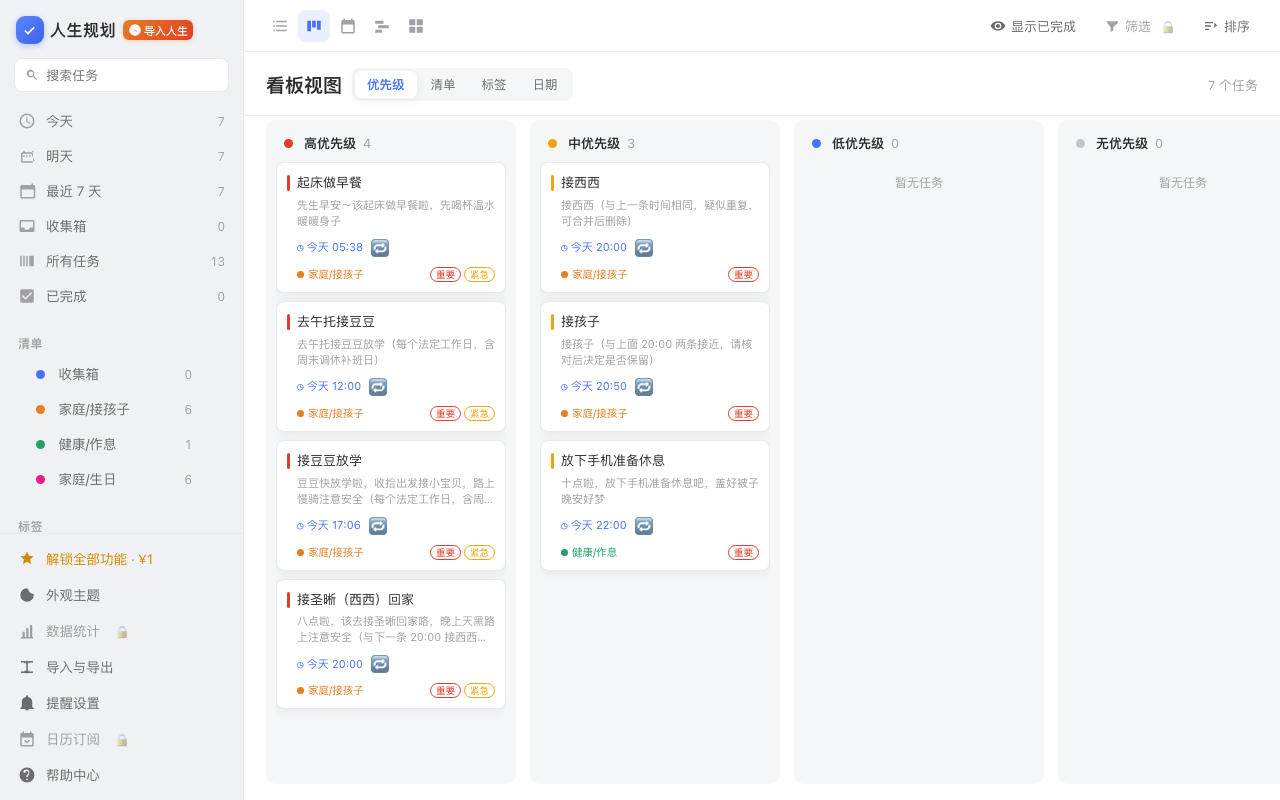 人生规划
导入人生
搜索任务
今天 7
明天 7
最近 7 天 7
收集箱 0
所有任务 13
已完成 0
清单
收集箱 0
家庭/接孩子 6
健康/作息 1
家庭/生日 6
标签
解锁全部功能 · ¥1
外观主题
数据统计
导入与导出
提醒设置
日历订阅
帮助中心
显示已完成
筛选
排序
看板视图
优先级
清单
标签
日期
7 个任务
高优先级 4
起床做早餐
先生早安～该起床做早餐啦，先喝杯温水
暖暖身子
今天 05:38
家庭/接孩子
重要
紧急
去午托接豆豆
去午托接豆豆放学（每个法定工作日，含
周末调休补班日）
今天 12:00
家庭/接孩子
重要
紧急
接豆豆放学
豆豆快放学啦，收拾出发接小宝贝，路上
慢骑注意安全（每个法定工作日，含周...
今天 17:06
家庭/接孩子
重要
紧急
接圣晰（西西）回家
八点啦，该去接圣晰回家咯，晚上天黑路
上注意安全（与下一条 20:00 接西西...
今天 20:00
家庭/接孩子
重要
紧急
中优先级 3
接西西
接西西（与上一条时间相同，疑似重复，
可合并后删除）
今天 20:00
家庭/接孩子
重要
接孩子
接孩子（与上面 20:00 两条接近，请核
对后决定是否保留）
今天 20:50
家庭/接孩子
重要
放下手机准备休息
十点啦，放下手机准备休息吧，盖好被子
晚安好梦
今天 22:00
健康/作息
重要
低优先级 0
暂无任务
无优先级 0
暂无任务